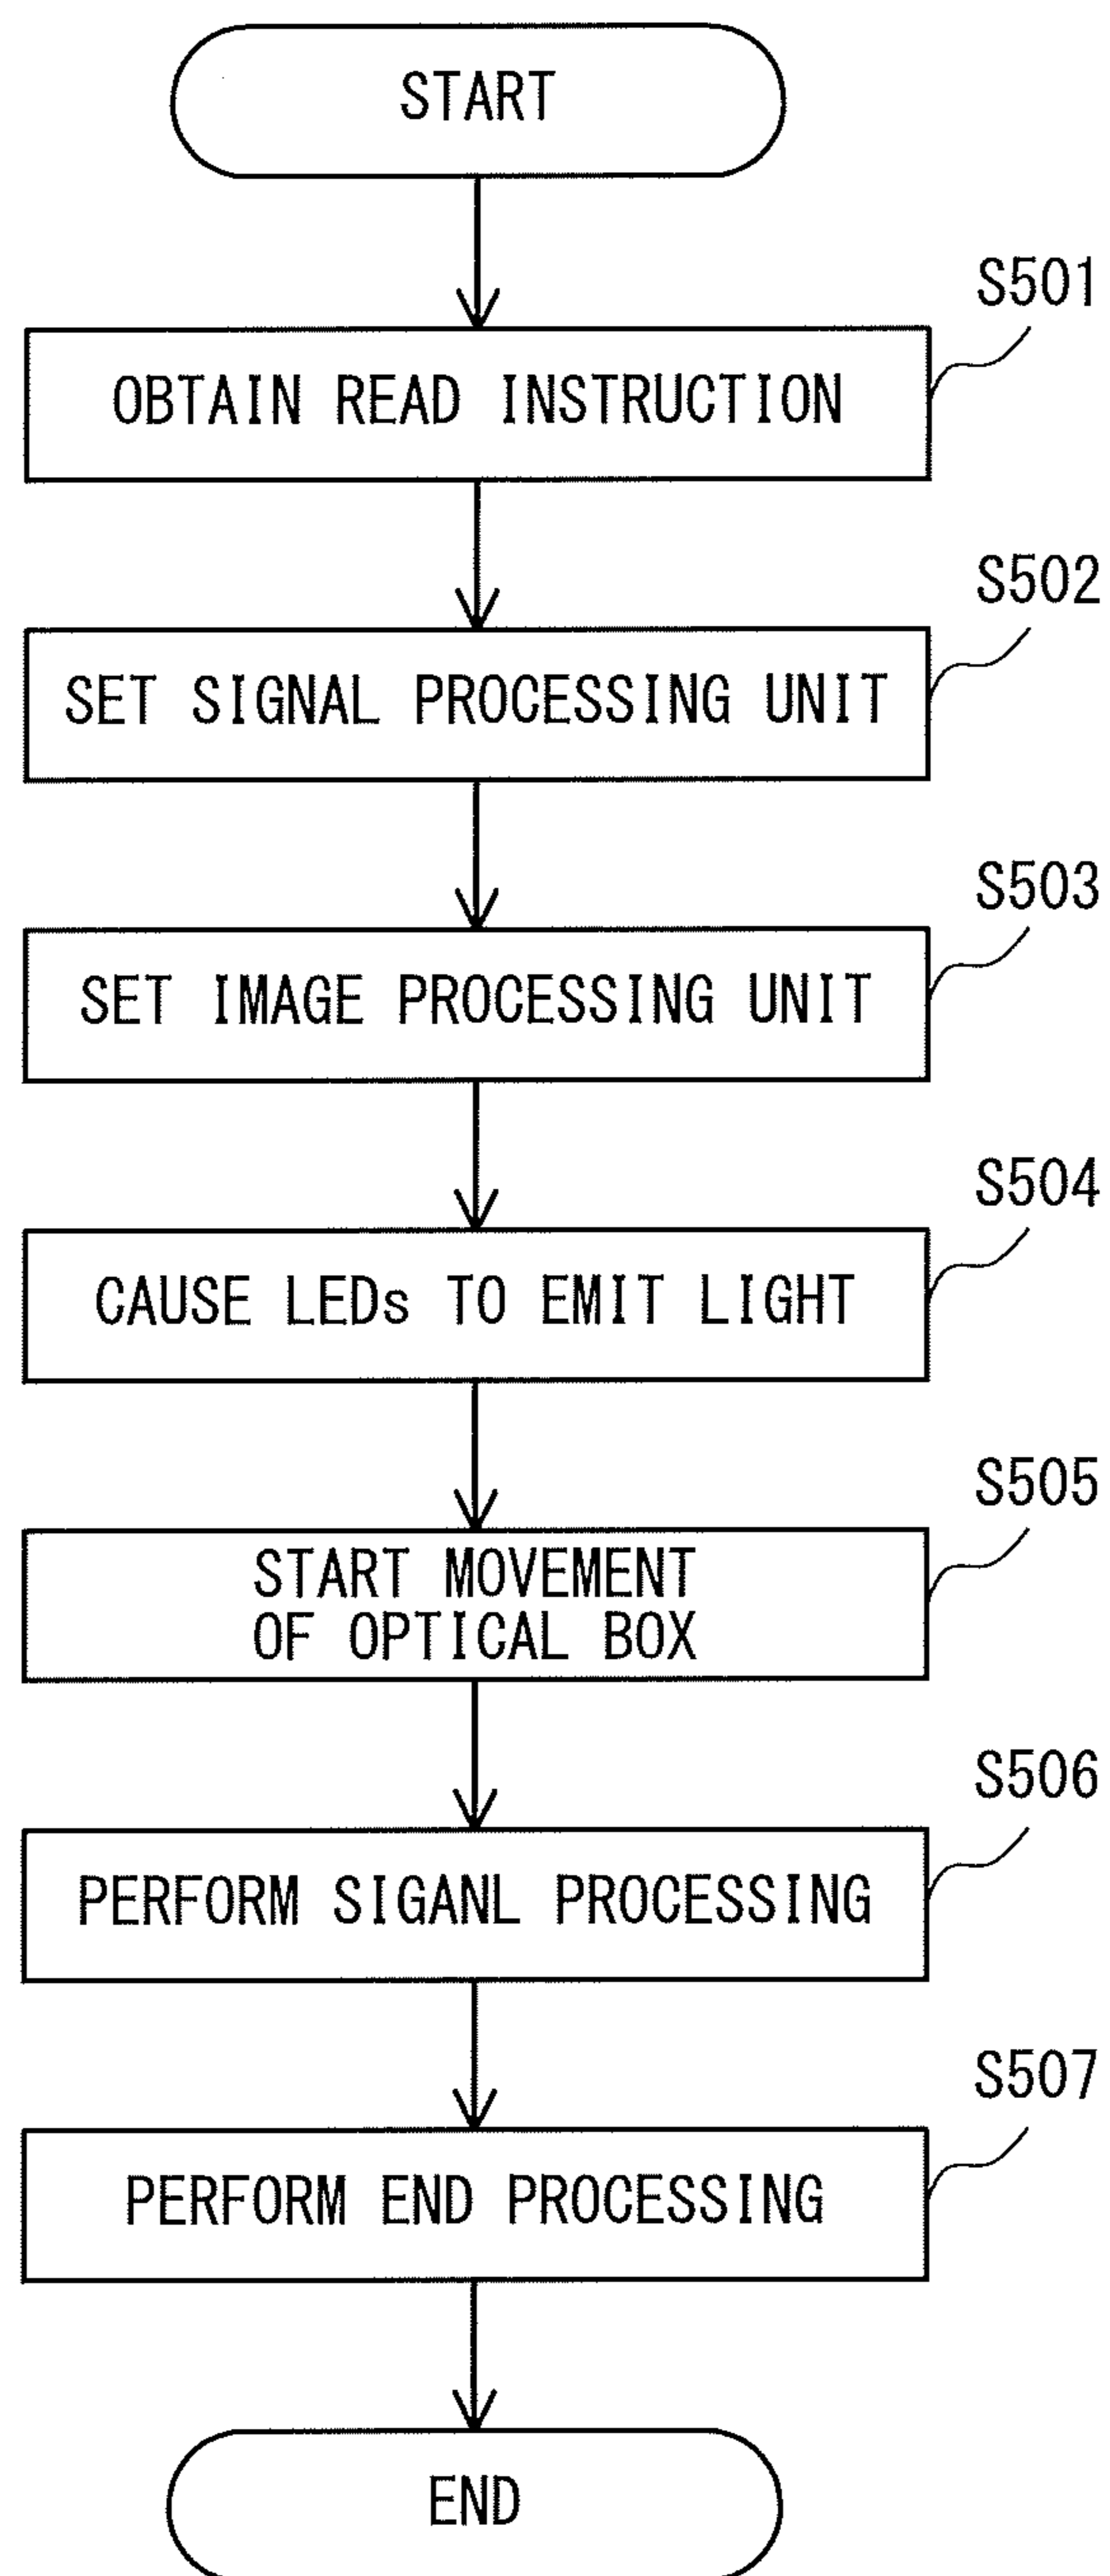 START
S501
OBTAIN READ INSTRUCTION
S502
SET SIGNAL PROCESSING UNIT
S503
SET IMAGE PROCESSING UNIT
S504
CAUSE LEDs TO EMIT LIGHT
S505
START MOVEMENT
OF OPTICAL BOX
S506
PERFORM SIGANL PROCESSING
S507
PERFORM END PROCESSING
END